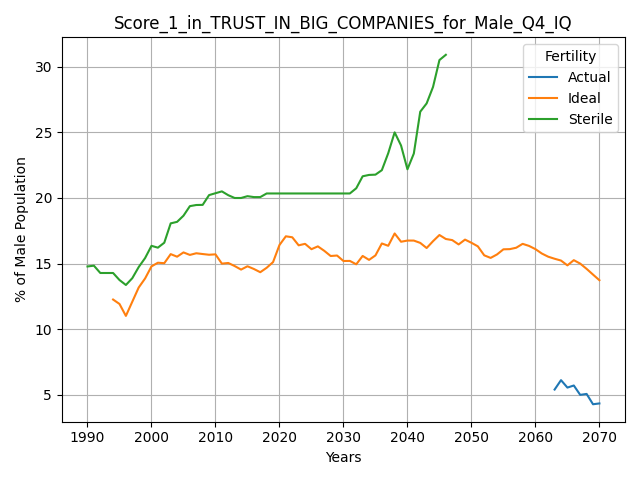 Score_1_in_TRUST_IN_BIG_COMPANIES_for_Male_Q4_IQ
Fertility
Actual
Ideal
Sterile
% of Male Population
30
25
20
15
10
5
1990 2000 2010 2020 2030 2040 2050 2060 2070
Years